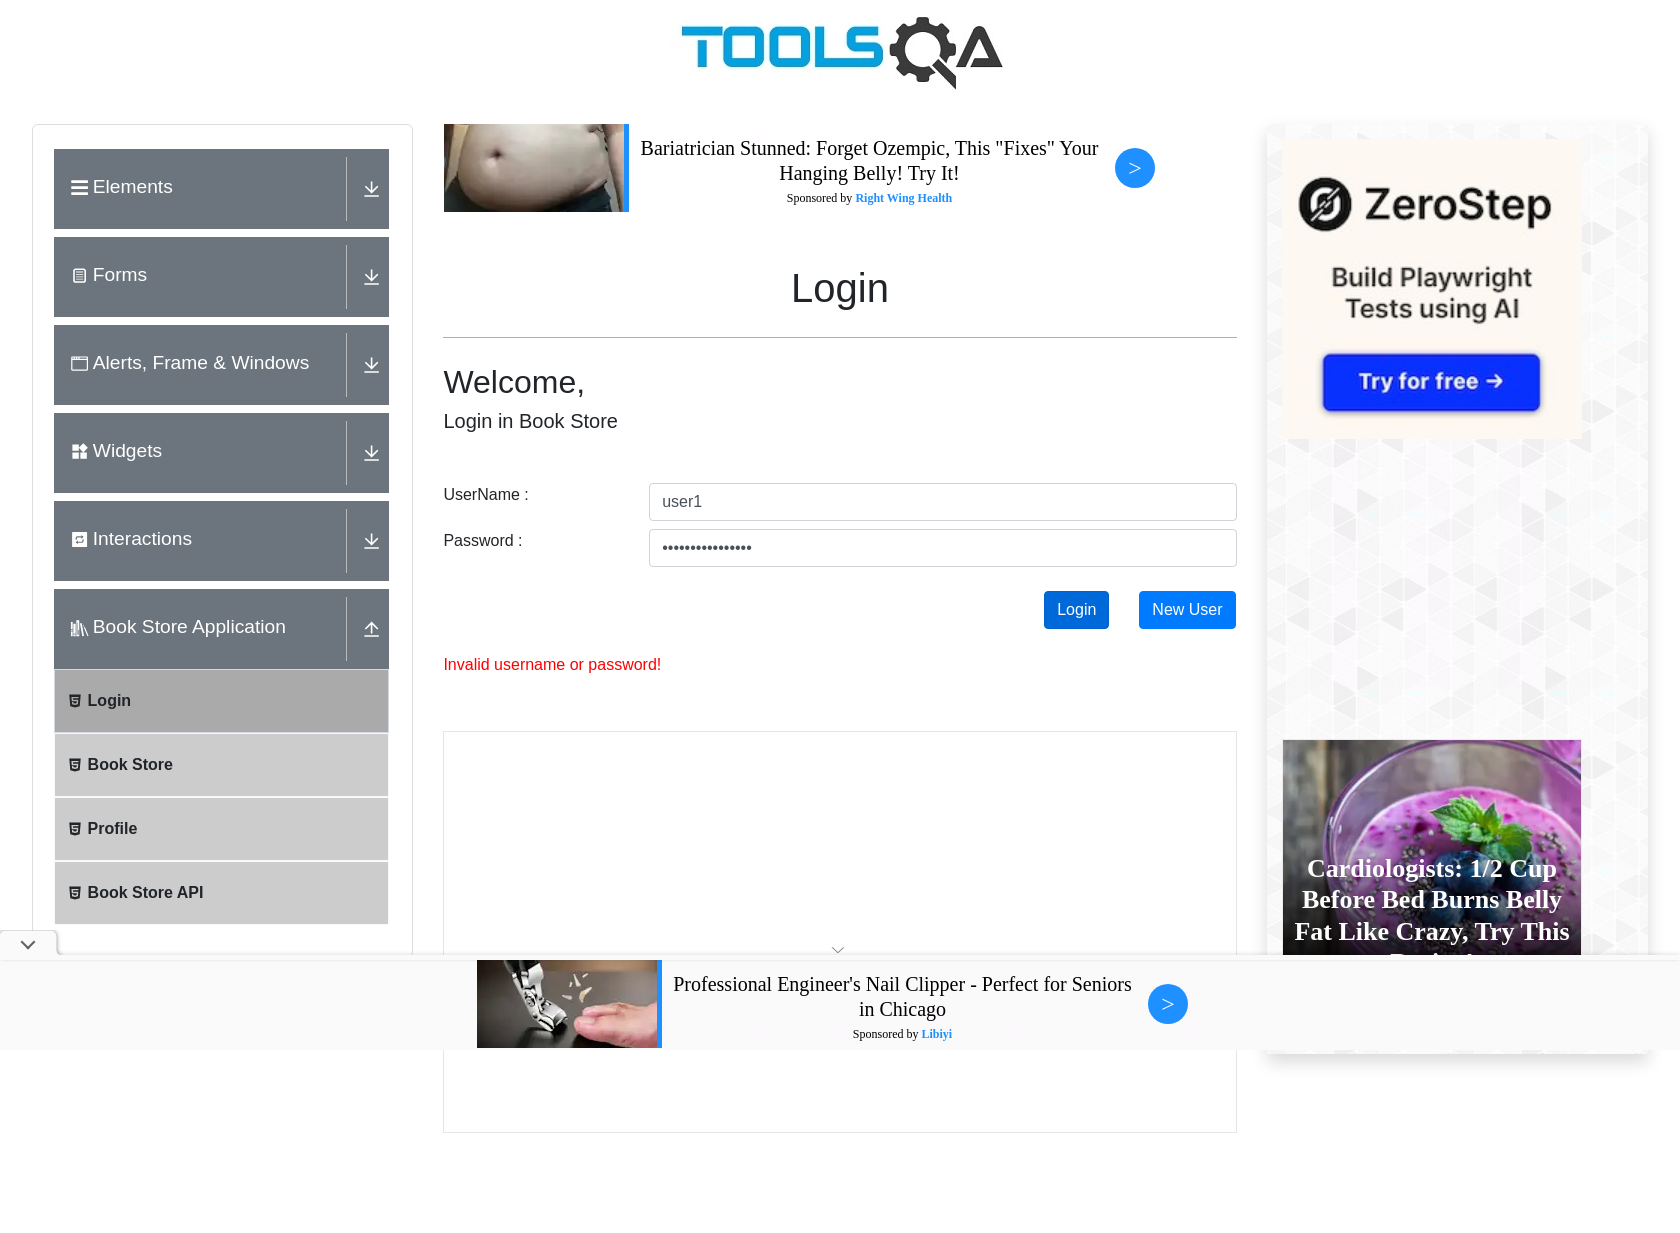 TOOLSQA
Elements
Forms
Alerts, Frame & Windows
Widgets
Interactions
Book Store Application
Login
Book Store
Profile
Book Store API
Bariatrician Stunned: Forget Ozempic, This "Fixes" Your
Hanging Belly! Try It!
Sponsored by Right Wing Health
>
Login
Welcome,
Login in Book Store
UserName :
user1
Password :
••••••••••••••••
Login
New User
Invalid username or password!
ZeroStep
Build Playwright
Tests using AI
Try for free →
Cardiologists: 1/2 Cup
Before Bed Burns Belly
Fat Like Crazy, Try This
Professional Engineer's Nail Clipper - Perfect for Seniors
in Chicago
Sponsored by Libiyi
>